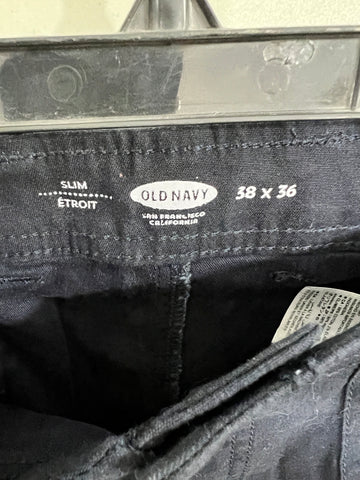 SLIM
ÉTROIT
OLD NAVY
SAN FRANCISCO
CALIFORNIA
38 x 36